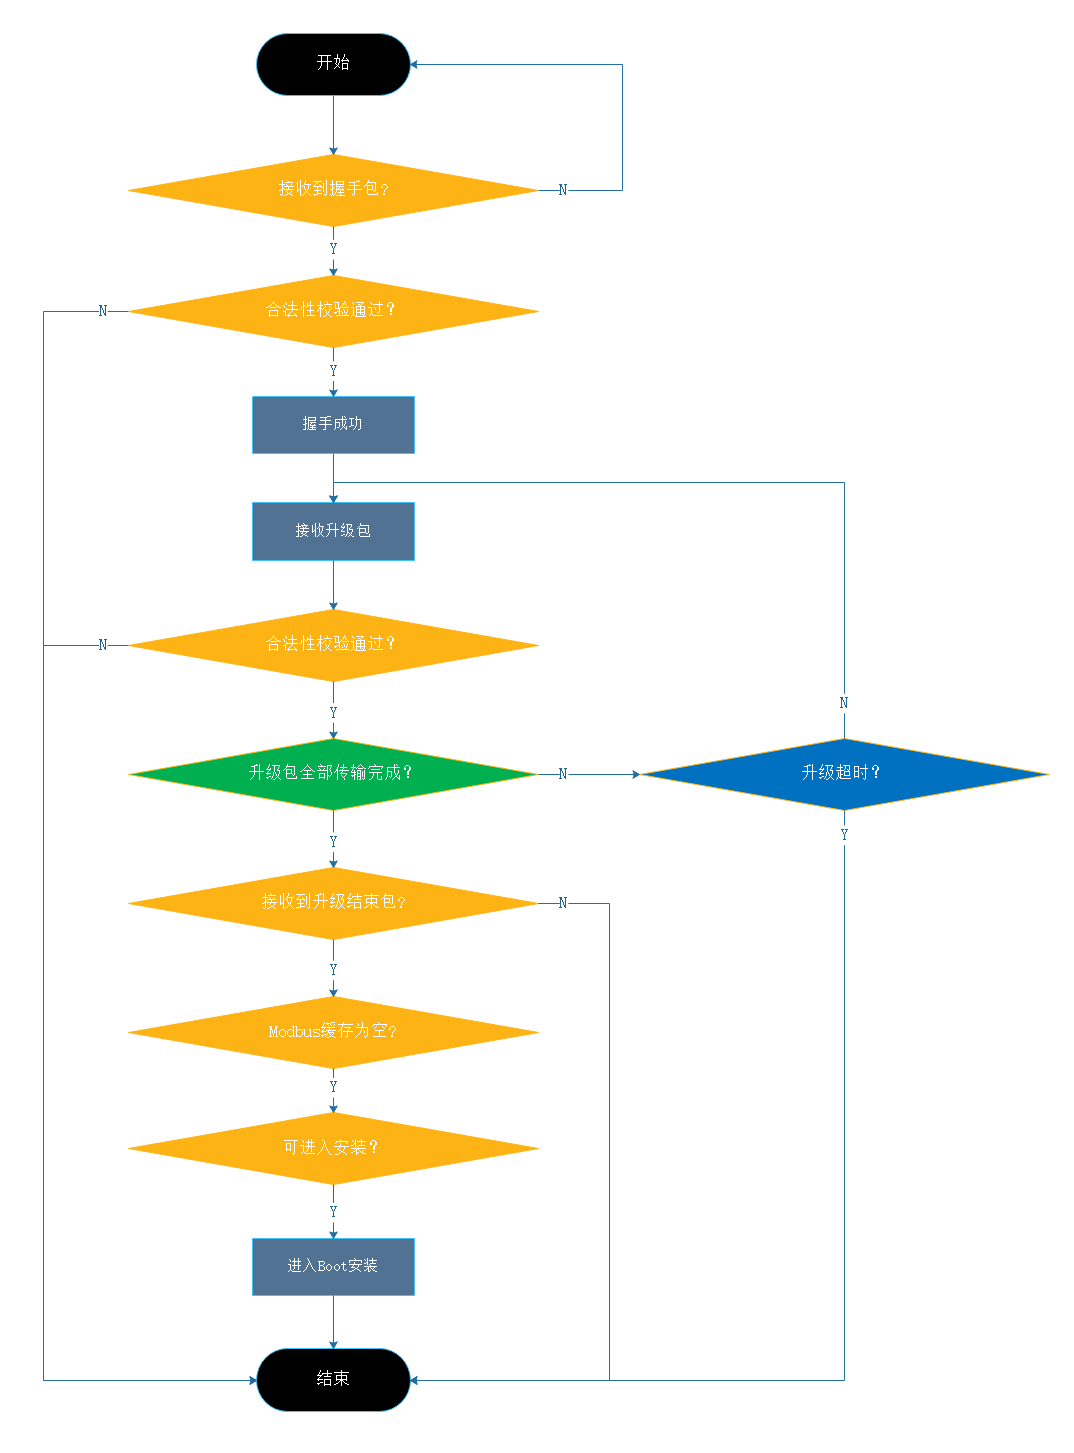 开始
接收到握手包?
N
Y
合法性校验通过？
N
Y
握手成功
接收升级包
合法性校验通过？
N
Y
N
升级包全部传输完成？
N
升级超时？
Y
Y
接收到升级结束包?
N
Y
Modbus缓存为空?
Y
可进入安装？
Y
进入Boot安装
结束